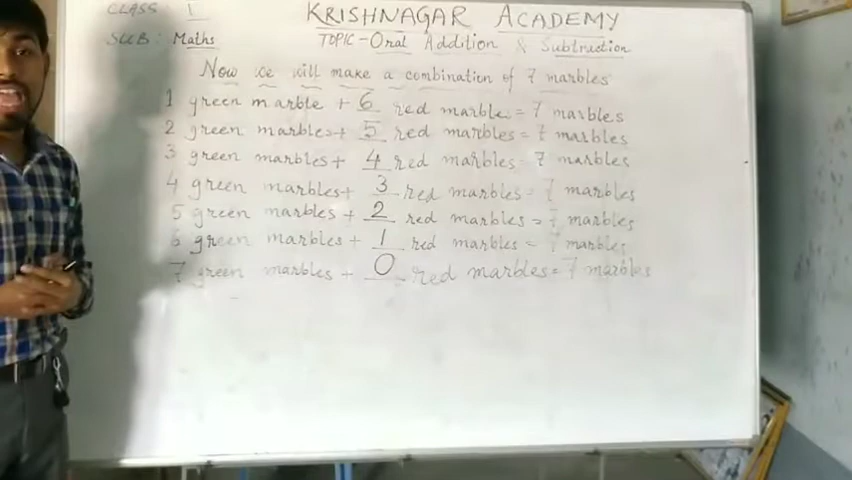 CLASS I
KRISHNAGAR ACADEMY
SUB: Maths
TOPIC-Oral Addition & Subtraction
Now we will make a combination of 7 marbles
1 green marble + 6 red marbles = 7 marbles
2 green marbles + 5 red marbles = 7 marbles
3 green marbles + 4 red marbles = 7 marbles
4 green marbles + 3 red marbles = 7 marbles
5 green marbles + 2 red marbles = 7 marbles
6 green marbles + 1 red marbles = 7 marbles
7 green marbles + 0 red marbles = 7 marbles